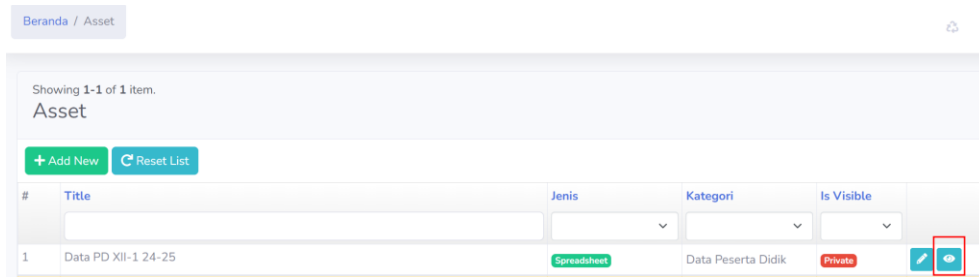 Beranda / Asset
Showing 1-1 of 1 item.
Asset
Add New Reset List
# Title Jenis Kategori Is Visible
1 Data PD XII-1 24-25 Spreadsheet Data Peserta Didik Private